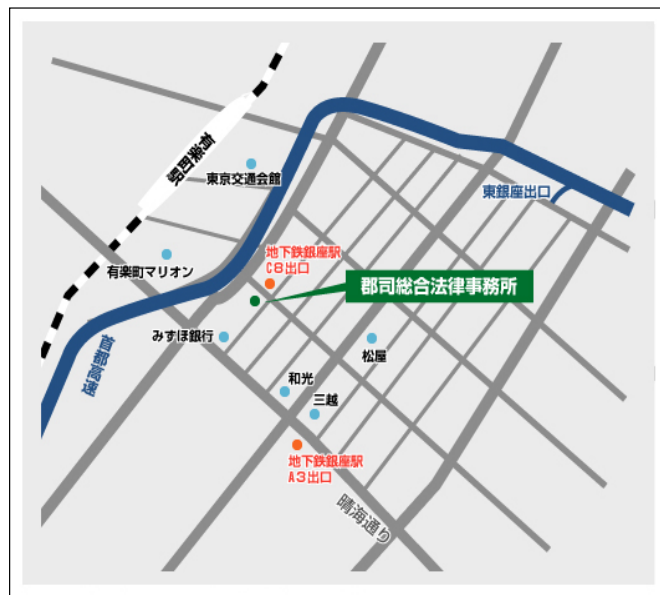 有楽町駅
東京交通会館
東銀座出口
地下鉄銀座駅
C8出口
有楽町マリオン
郡司総合法律事務所
みずほ銀行
首都高速
松屋
和光
三越
地下鉄銀座駅
A3出口
晴海通り